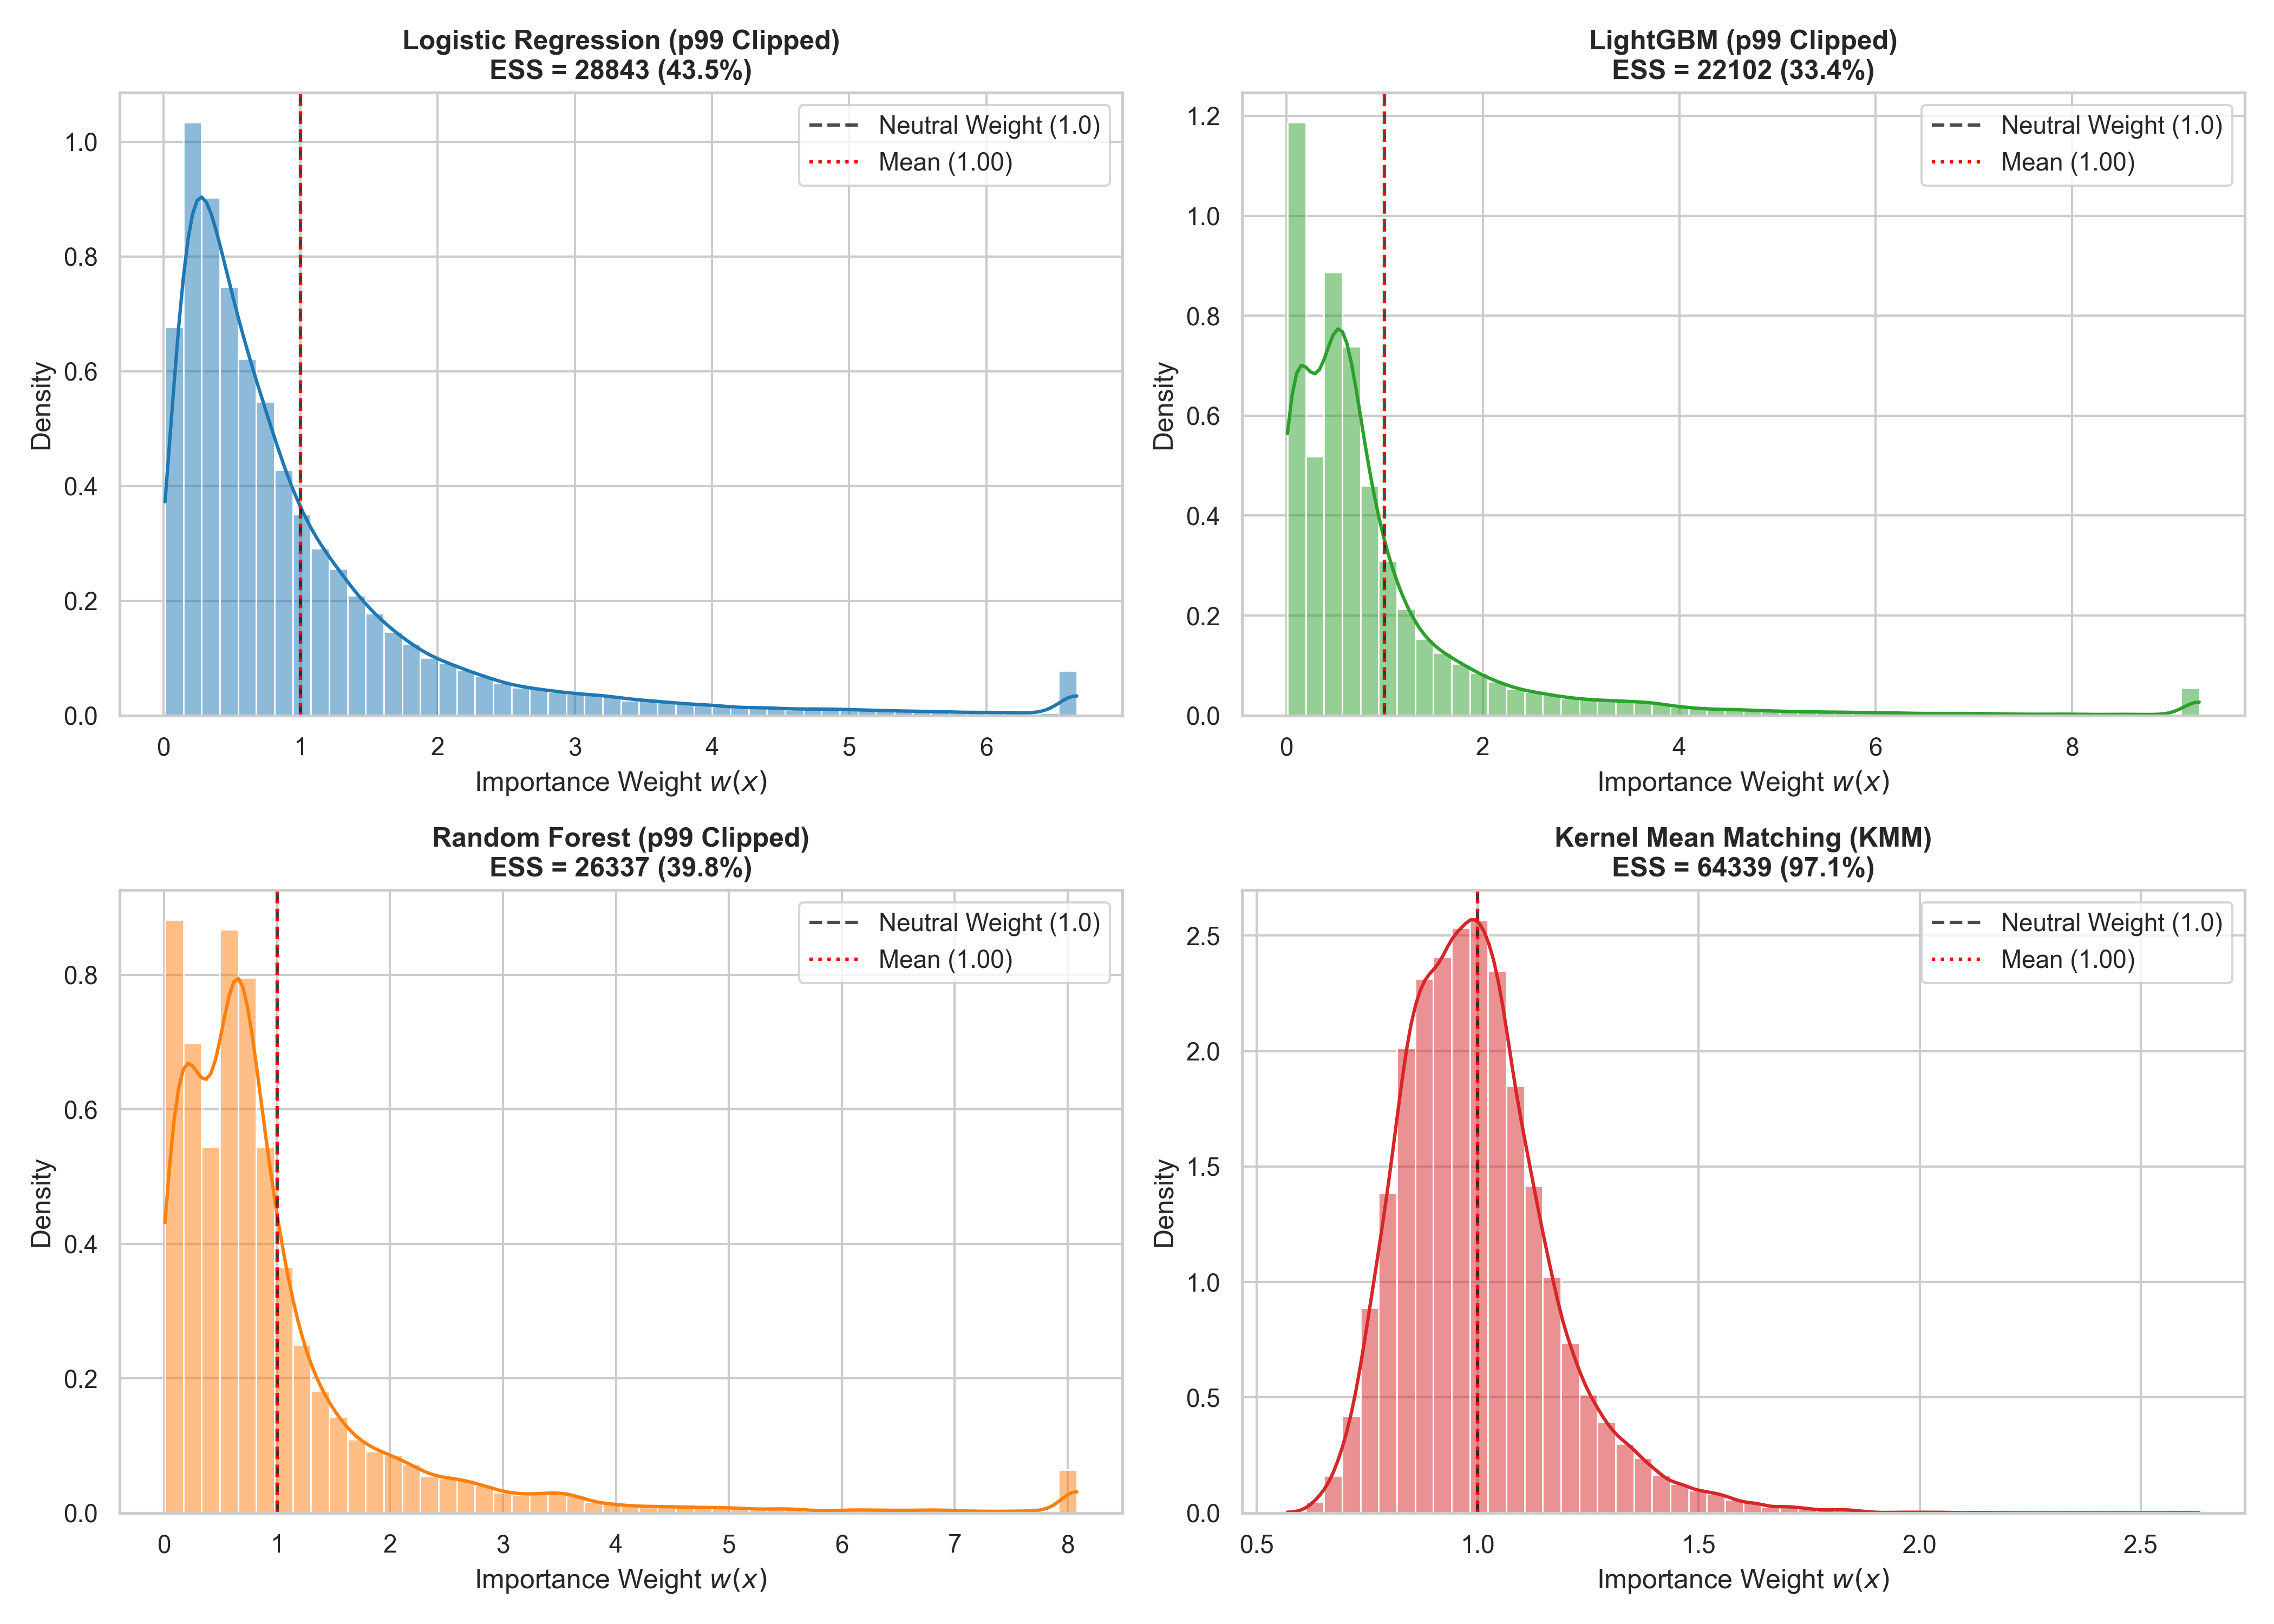 Logistic Regression (p99 Clipped)
ESS = 28843 (43.5%)
Neutral Weight (1.0)
Mean (1.00)
Density
1.0
0.8
0.6
0.4
0.2
0.0
0 1 2 3 4 5 6
Importance Weight w(x)
LightGBM (p99 Clipped)
ESS = 22102 (33.4%)
Neutral Weight (1.0)
Mean (1.00)
Density
1.2
1.0
0.8
0.6
0.4
0.2
0.0
0 2 4 6 8
Importance Weight w(x)
Random Forest (p99 Clipped)
ESS = 26337 (39.8%)
Neutral Weight (1.0)
Mean (1.00)
Density
0.8
0.6
0.4
0.2
0.0
0 1 2 3 4 5 6 7 8
Importance Weight w(x)
Kernel Mean Matching (KMM)
ESS = 64339 (97.1%)
Neutral Weight (1.0)
Mean (1.00)
Density
2.5
2.0
1.5
1.0
0.5
0.0
0.5 1.0 1.5 2.0 2.5
Importance Weight w(x)